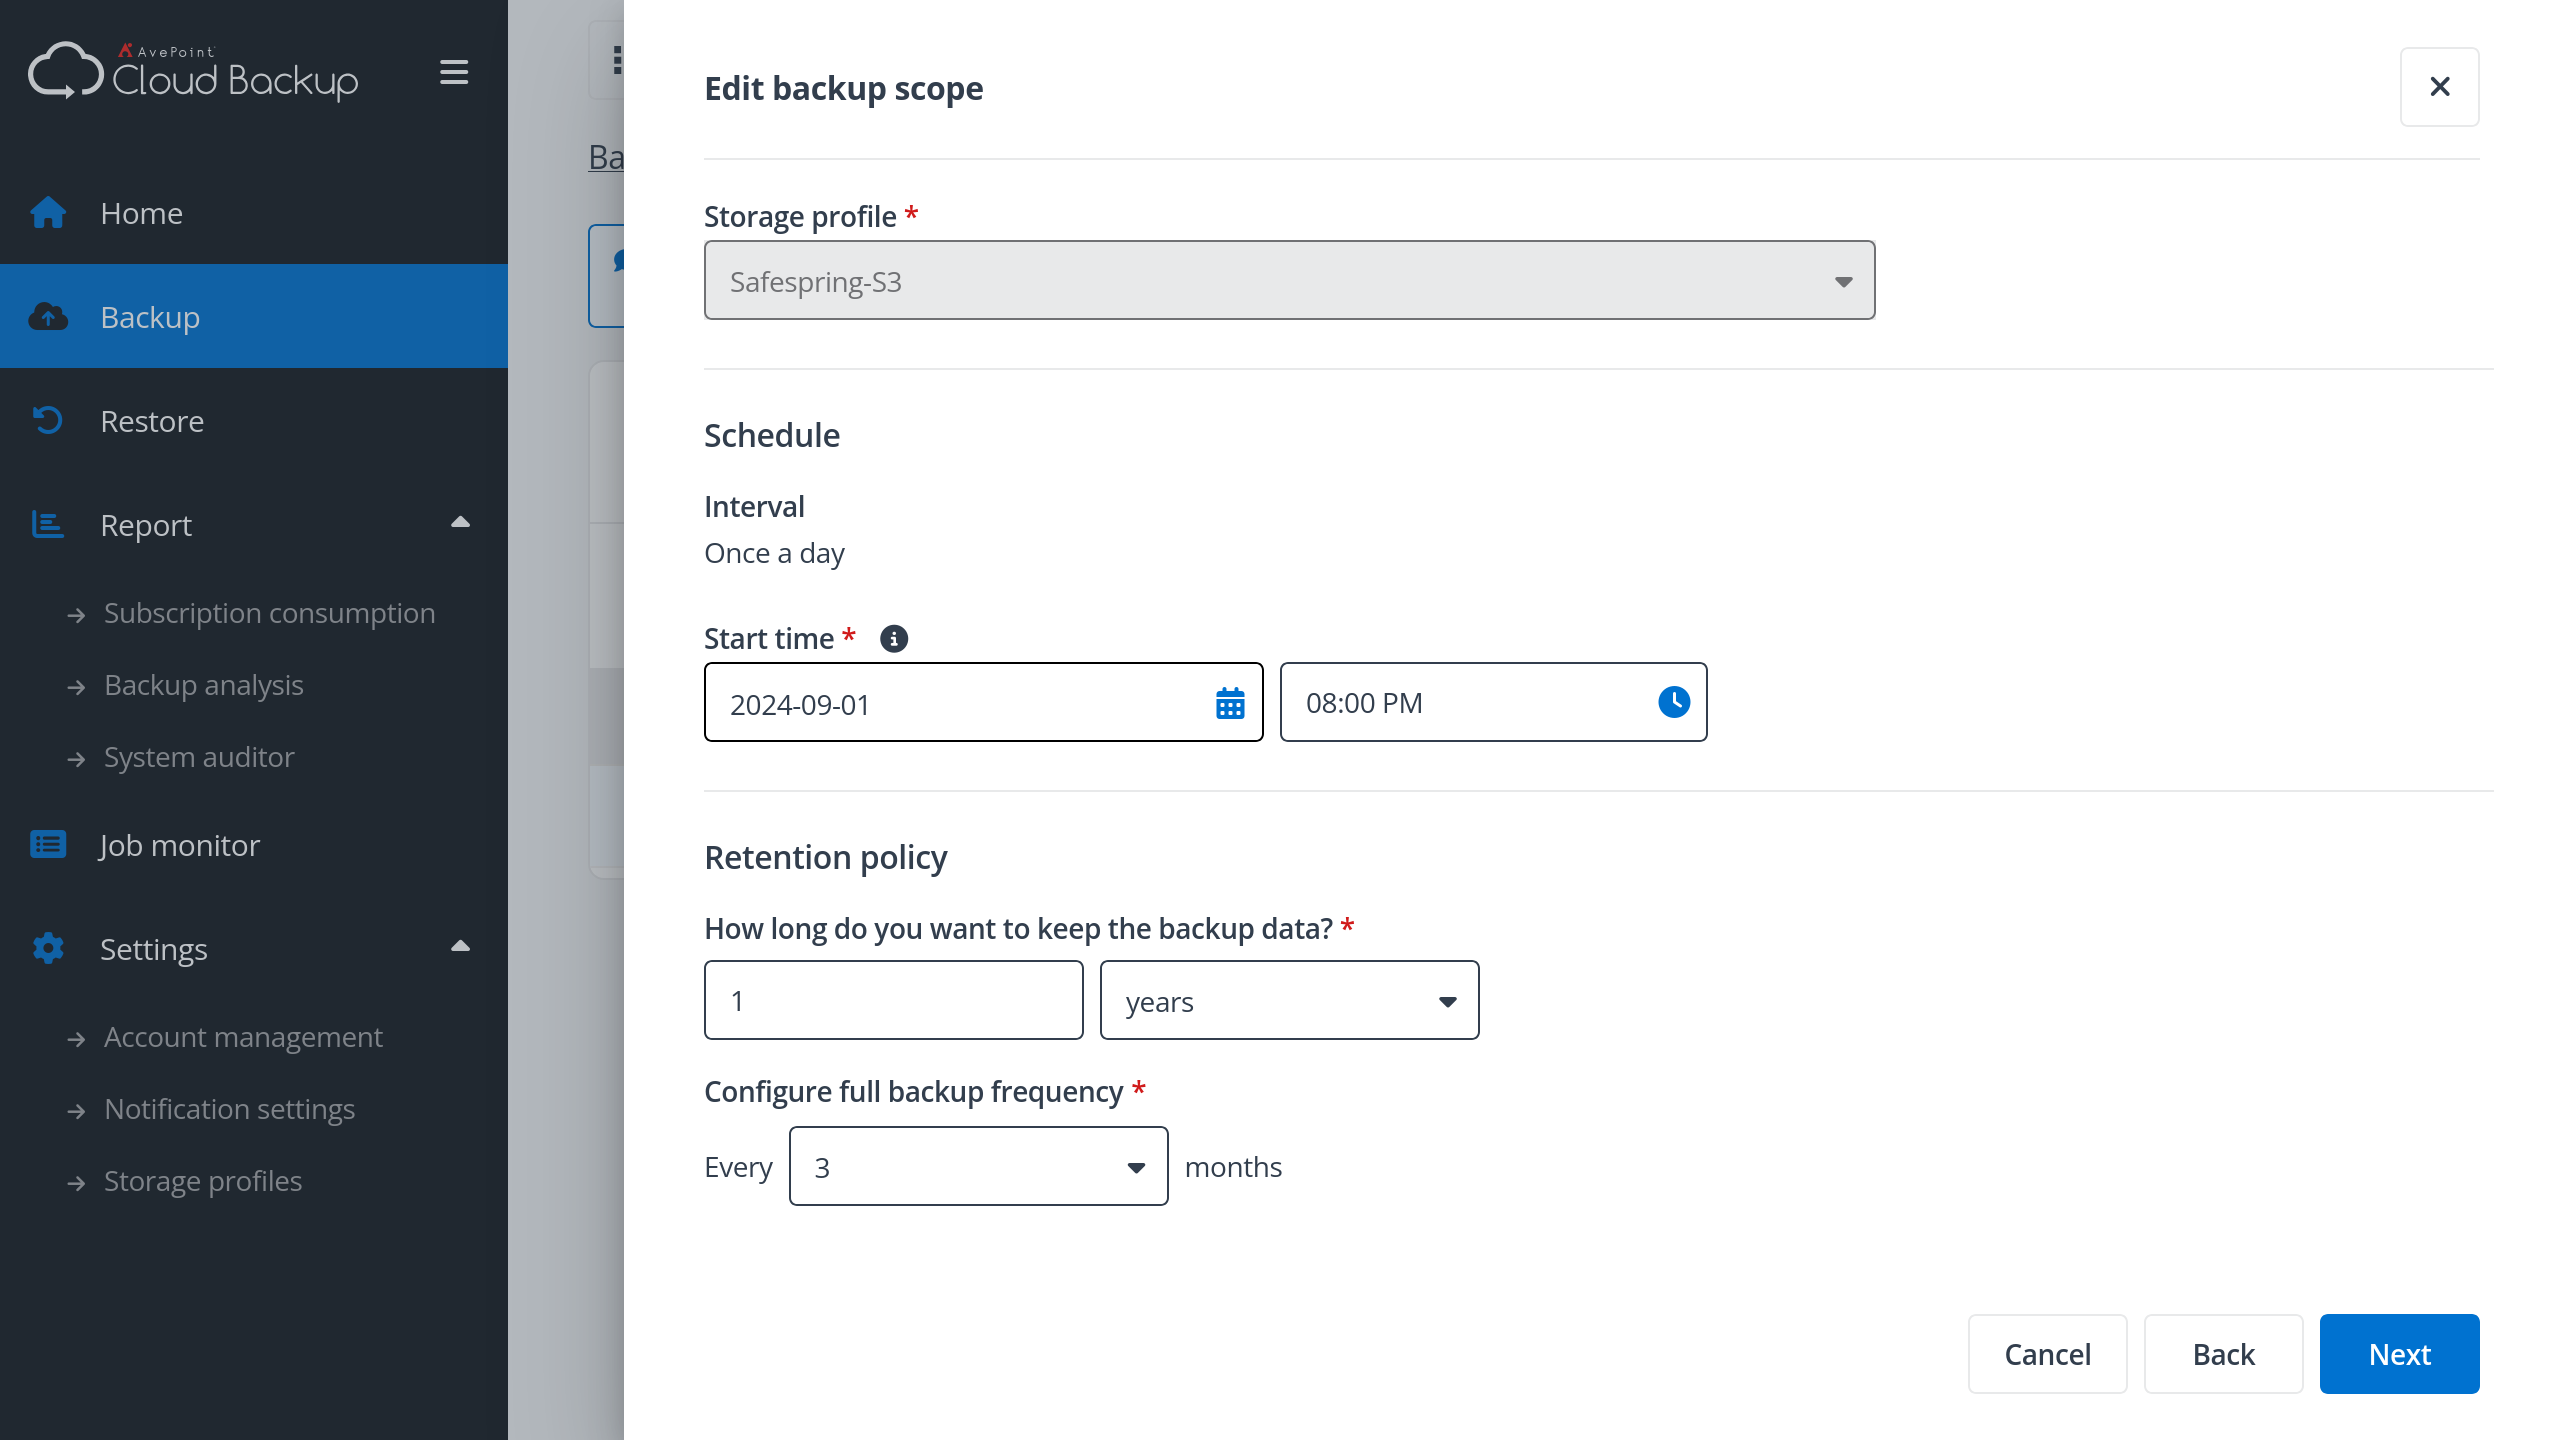 AvePoint
Cloud Backup
Home
Backup
Restore
Report
Subscription consumption
Backup analysis
System auditor
Job monitor
Settings
Account management
Notification settings
Storage profiles
Ba
Edit backup scope
Storage profile *
Safespring-S3
Schedule
Interval
Once a day
Start time *
2024-09-01 08:00 PM
Retention policy
How long do you want to keep the backup data? *
1 years
Configure full backup frequency *
Every 3 months
Cancel Back Next